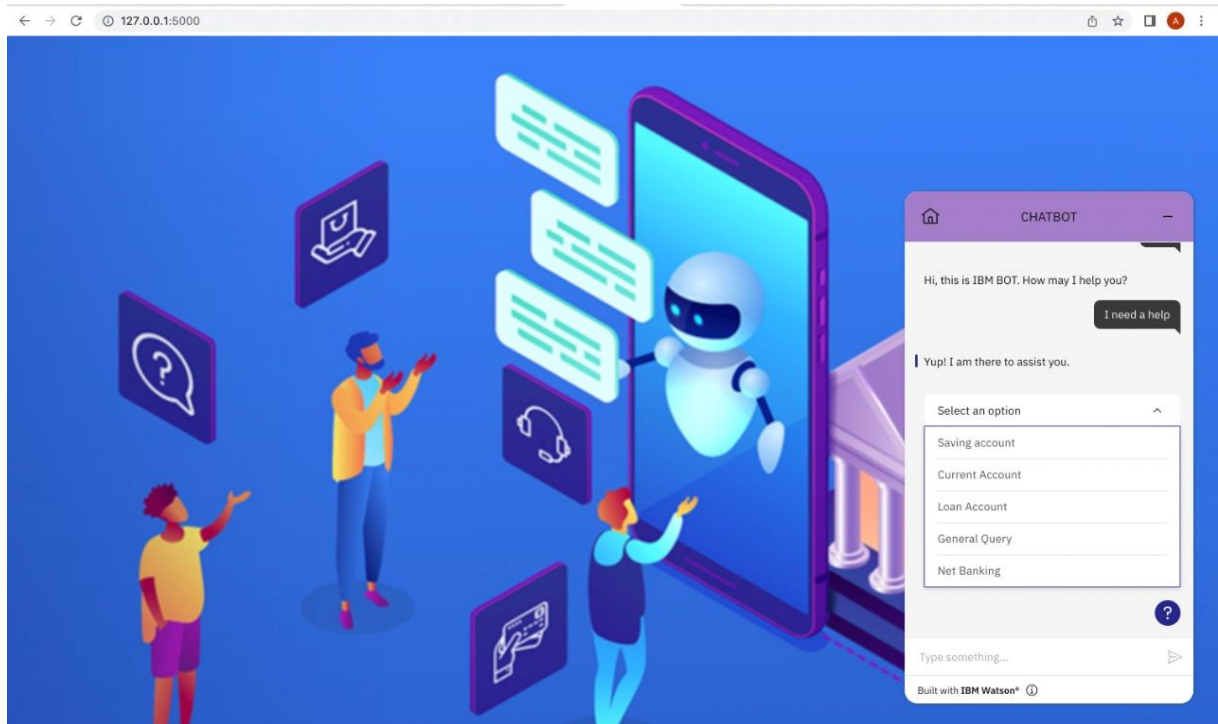 127.0.0.1:5000
A
CHATBOT
Hi, this is IBM BOT. How may I help you?
I need a help
Yup! I am there to assist you.
Select an option
Saving account
Current Account
Loan Account
General Query
Net Banking
?
?
Type something...
Built with IBM Watson®